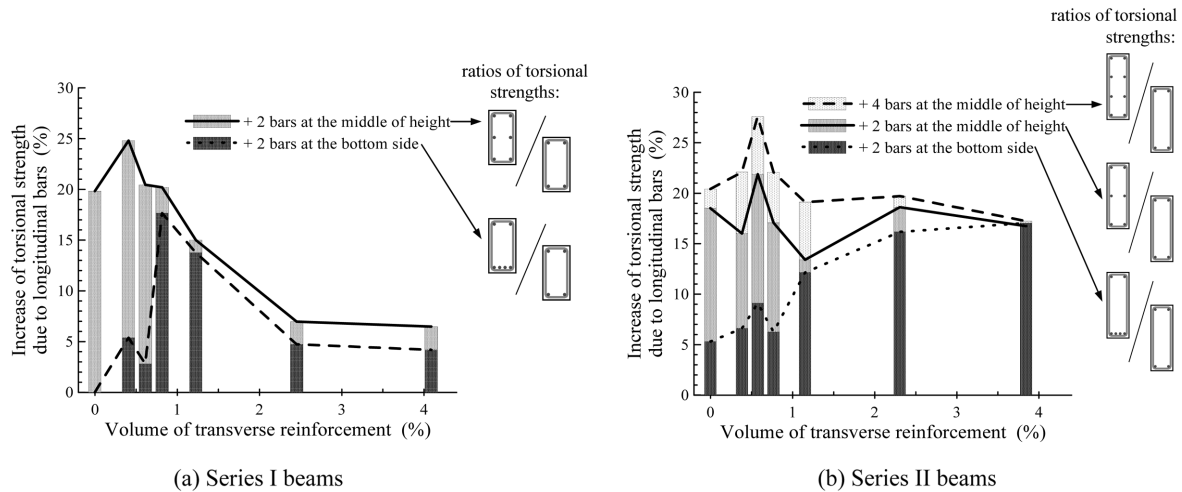 ratios of torsional
strengths:
Increase of torsional strength
due to longitudinal bars (%)
30
25
20
15
10
5
0
+ 2 bars at the middle of height
+ 2 bars at the bottom side
0 1 2 3 4
Volume of transverse reinforcement (%)
(a) Series I beams
ratios of torsional
strengths:
Increase of torsional strength
due to longitudinal bars (%)
30
25
20
15
10
5
0
+ 4 bars at the middle of height
+ 2 bars at the middle of height
+ 2 bars at the bottom side
0 1 2 3 4
Volume of transverse reinforcement (%)
(b) Series II beams